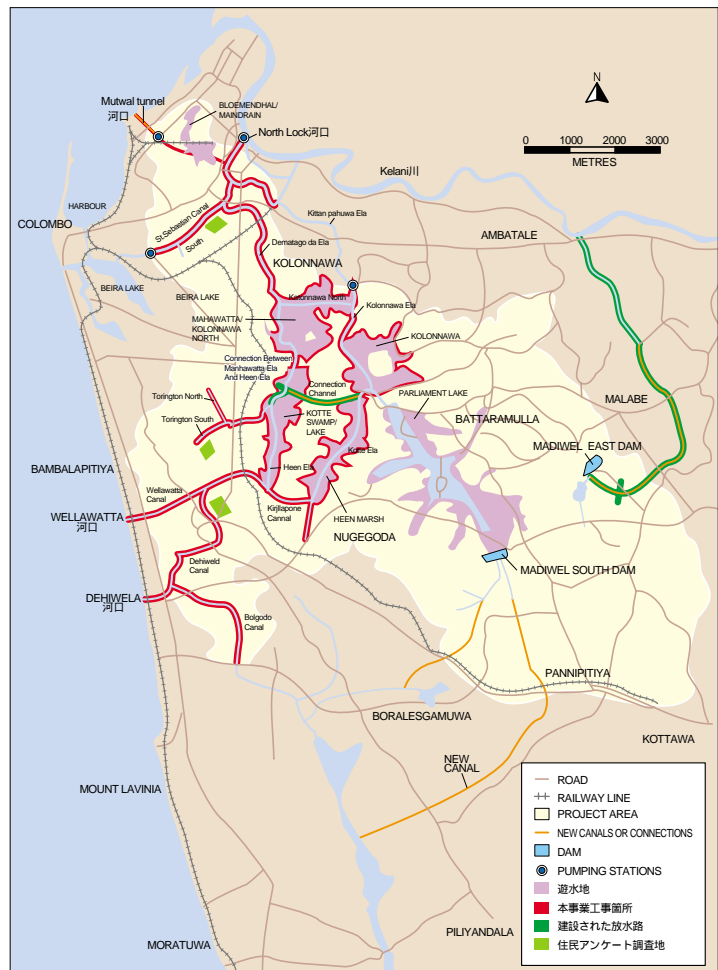 N
0 1000 2000 3000
METRES
Mutwal tunnel
河口
BLOEMENDHAL/
MAINDRAIN
North Lock河口
Kelani川
HARBOUR
COLOMBO
St.Sebastian Canal
South
Kittan pahuwa Ela
AMBATALE
Dematago da Ela
KOLONNAWA
BEIRA LAKE
BEIRA LAKE
Kotonnawa North
Kolonnawa Ela
MAHAWATTA/
KOLONNAWA
NORTH
KOLONNAWA
Connection Between
Manhawatta Ela
And Heen Ela
Connection
Channel
PARLIAMENT LAKE
MALABE
Torington North
Torington South
KOTTE
SWAMP/
LAKE
BATTARAMULLA
MADIWEL EAST DAM
Kotte Ela
BAMBALAPITIYA
Heen Ela
Wellawatta
Canal
WELLAWATTA
河口
Kirjllapone
Cannal
HEEN MARSH
NUGEGODA
MADIWEL SOUTH DAM
Dehiweld
Canal
DEHIWELA
河口
Bolgodo
Canal
PANNIPITIYA
BORALESGAMUWA
KOTTAWA
NEW
CANAL
MOUNT LAVINIA
PILIYANDALA
MORATUWA
ROAD
RAILWAY LINE
PROJECT AREA
NEW CANALS OR CONNECTIONS
DAM
PUMPING STATIONS
遊水地
本事業工事箇所
建設された放水路
住民アンケート調査地